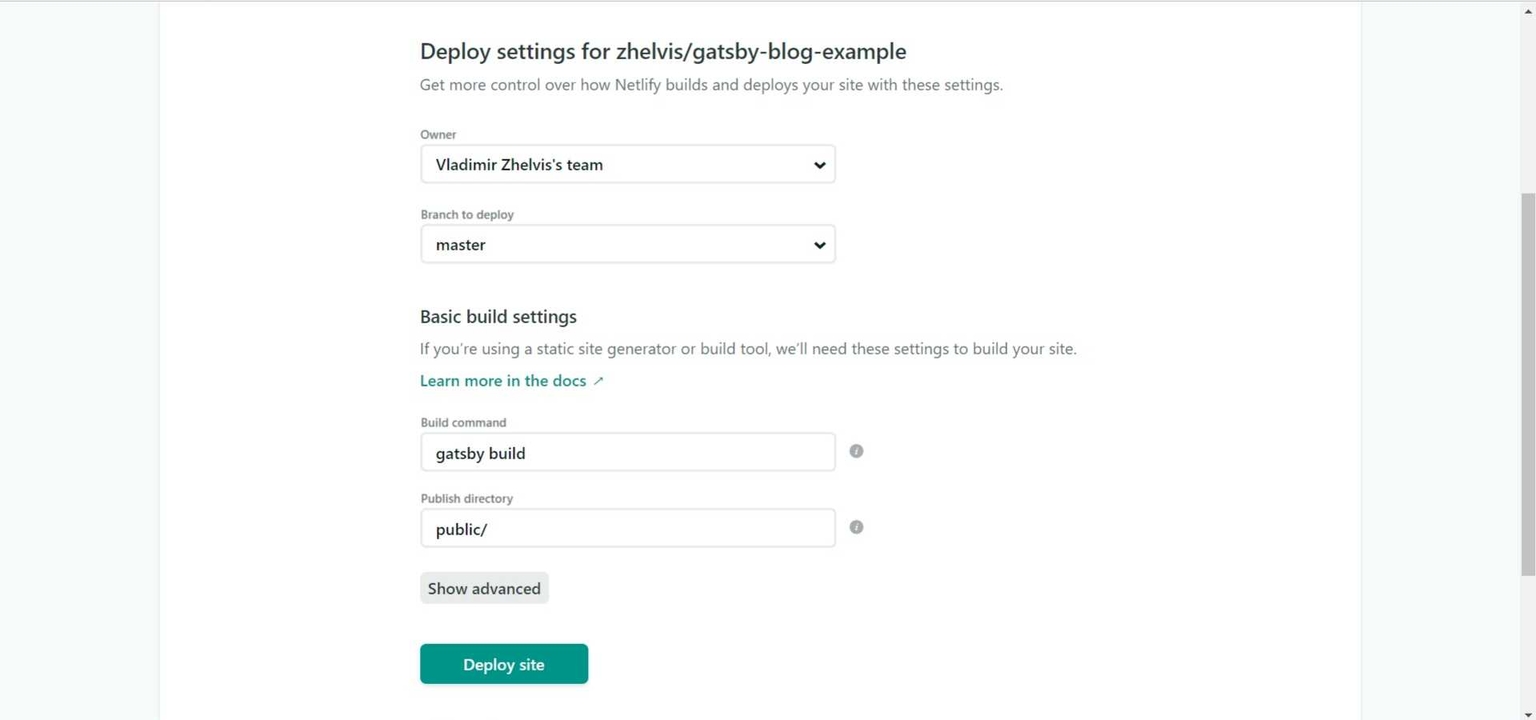 Deploy settings for zhelvis/gatsby-blog-example
Get more control over how Netlify builds and deploys your site with these settings.
Owner
Vladimir Zhelvis's team
Branch to deploy
master
Basic build settings
If you're using a static site generator or build tool, we'll need these settings to build your site.
Learn more in the docs ↗
Build command
gatsby build
Publish directory
public/
Show advanced
Deploy site